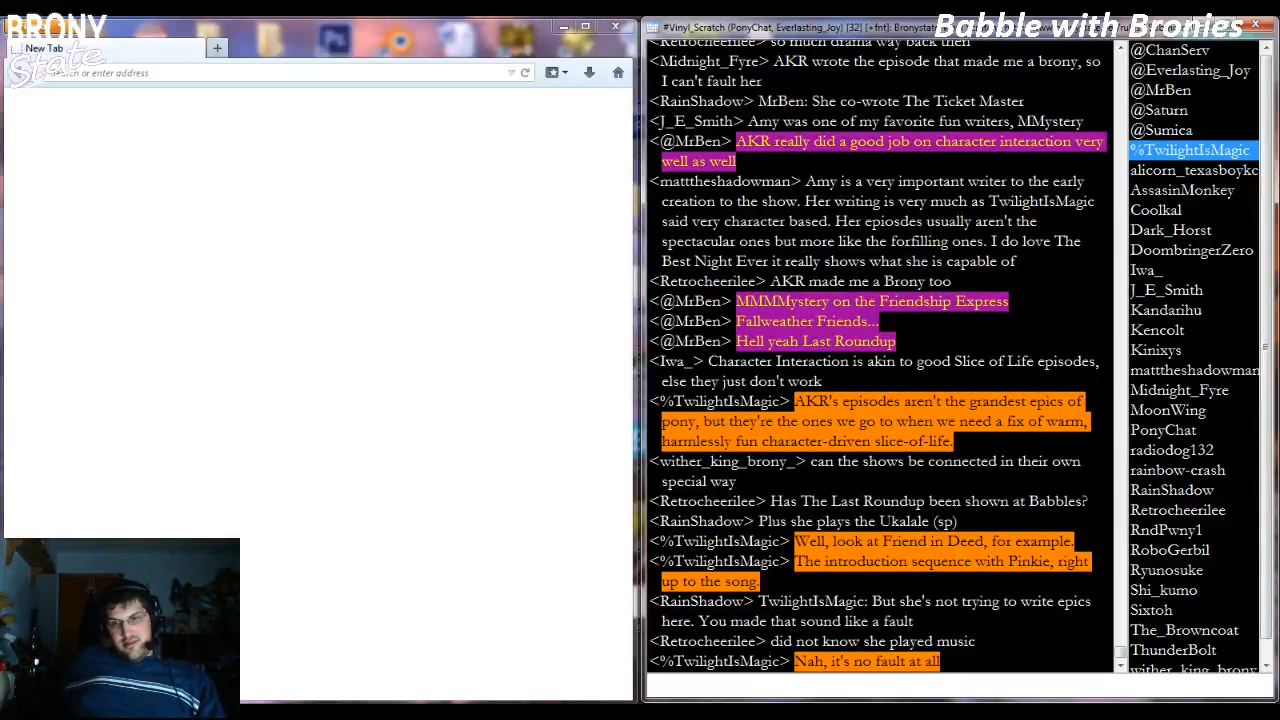 BRONY
State
Babble with Bronies
New Tab
Search or enter address
#Vinyl_Scratch (PonyChat, Everlasting_Joy) [32] [+fnt]: Bronystate
<Retrocheerilee> so much drama way back then
<Midnight_Fyre> AKR wrote the episode that made me a brony, so
I can't fault her
<RainShadow> MrBen: She co-wrote The Ticket Master
<J_E_Smith> Amy was one of my favorite fun writers, MMystery
<@MrBen> AKR really did a good job on character interaction very
well as well
<matttheshadowman> Amy is a very important writer to the early
creation to the show. Her writing is very much as TwilightIsMagic
said very character based. Her epiosdes usually aren't the
spectacular ones but more like the forfilling ones. I do love The
Best Night Ever it really shows what she is capable of
<Retrocheerilee> AKR made me a Brony too
<@MrBen> MMMMystery on the Friendship Express
<@MrBen> Fallweather Friends...
<@MrBen> Hell yeah Last Roundup
<Iwa_> Character Interaction is akin to good Slice of Life episodes,
else they just don't work
<%TwilightIsMagic> AKR's episodes aren't the grandest epics of
pony, but they're the ones we go to when we need a fix of warm,
harmlessly fun character-driven slice-of-life.
<wither_king_brony_> can the shows be connected in their own
special way
<Retrocheerilee> Has The Last Roundup been shown at Babbles?
<RainShadow> Plus she plays the Ukalale (sp)
<%TwilightIsMagic> Well, look at Friend in Deed, for example.
<%TwilightIsMagic> The introduction sequence with Pinkie, right
up to the song.
<RainShadow> TwilightIsMagic: But she's not trying to write epics
here. You made that sound like a fault
<Retrocheerilee> did not know she played music
<%TwilightIsMagic> Nah, it's no fault at all
@ChanServ
@Everlasting_Joy
@MrBen
@Saturn
@Sumica
%TwilightIsMagic
alicorn_texasboykc
AssasinMonkey
Coolkal
Dark_Horst
DoombringerZero
Iwa_
J_E_Smith
Kandarihu
Kencolt
Kinixys
matttheshadowman
Midnight_Fyre
MoonWing
PonyChat
radiodog132
rainbow-crash
RainShadow
Retrocheerilee
RndPwny1
RoboGerbil
Ryunosuke
Shi_kumo
Sixtoh
The_Browncoat
ThunderBolt
wither_king_brony